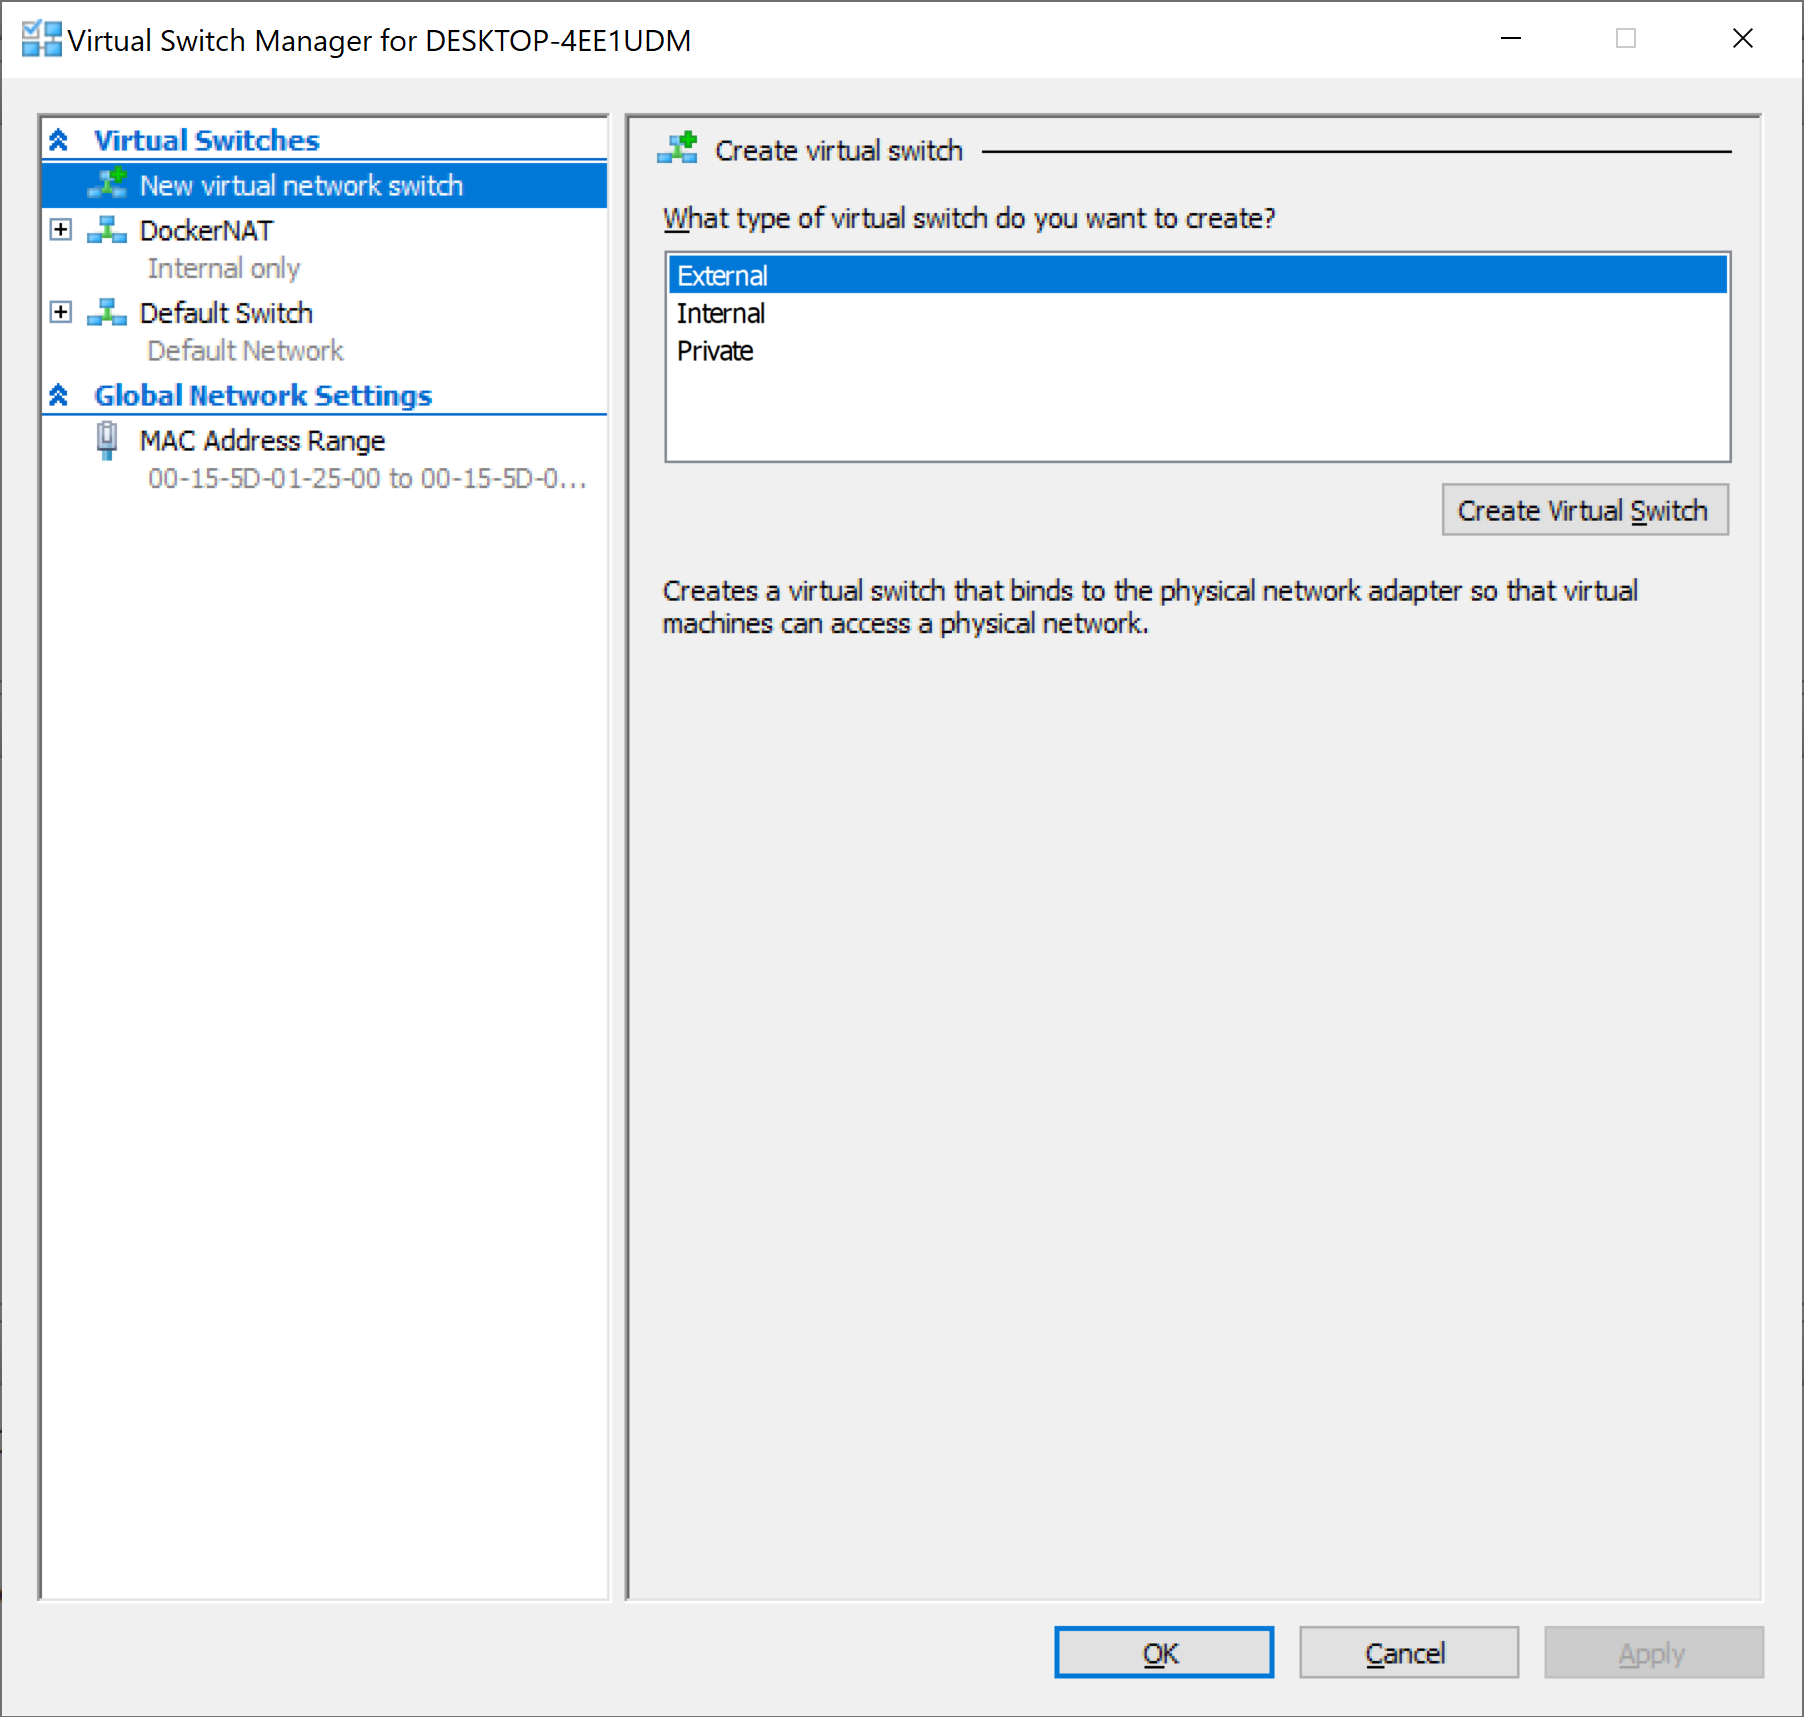 Virtual Switch Manager for DESKTOP-4EE1UDM
Virtual Switches
New virtual network switch
DockerNAT
Internal only
Default Switch
Default Network
Global Network Settings
MAC Address Range
00-15-5D-01-25-00 to 00-15-5D-0...
Create virtual switch
What type of virtual switch do you want to create?
External
Internal
Private
Create Virtual Switch
Creates a virtual switch that binds to the physical network adapter so that virtual
machines can access a physical network.
OK
Cancel
Apply